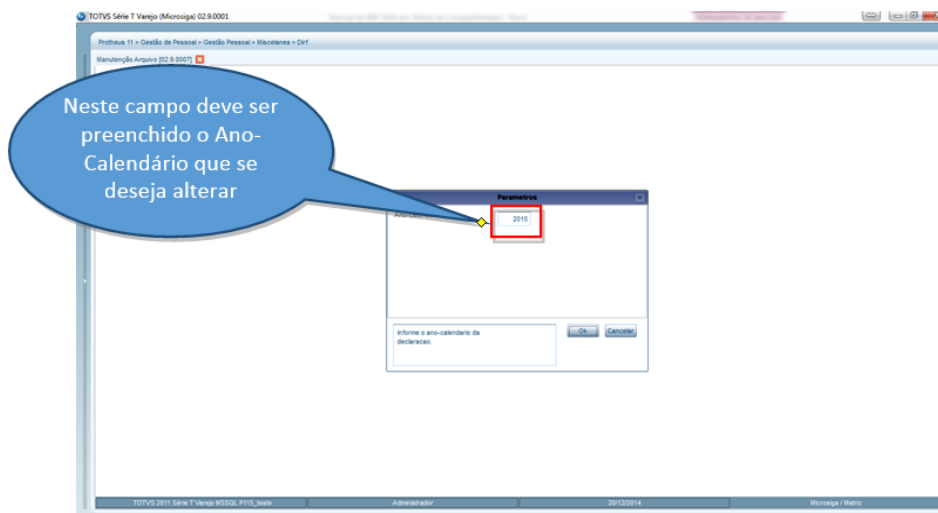 TOTVS Série T Varejo (Microsiga) 02.9.0001
Protheus 11 > Gestão de Pessoal > Gestão Pessoal > Miscelanea > Dirf
Manutenção Arquivo [02.9.0007]
Neste campo deve ser
preenchido o Ano-
Calendário que se
deseja alterar
Parametros
2015
Informe o ano-calendario da
declaracao.
Ok
Cancelar
TOTVS 2011 Série T Varejo MSSQL P115_teste
Administrador
29/12/2014
Microsiga / Matriz